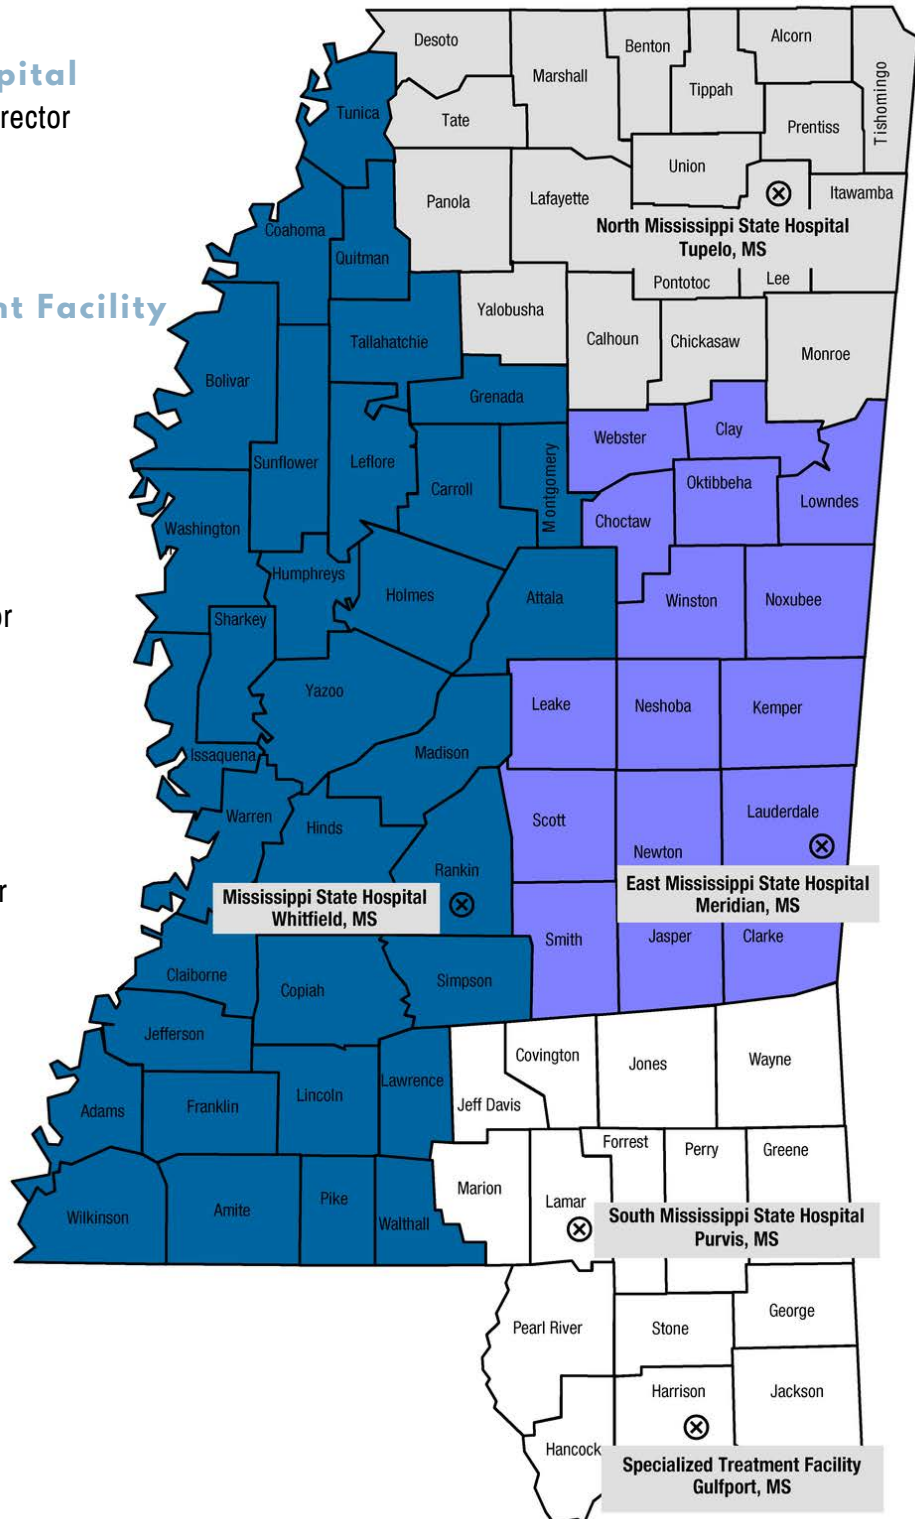 pital
rector
nt Facility
or
r
Desoto
Marshall
Benton
Tippah
Alcorn
Tishomingo
Tunica
Tate
Prentiss
Union
Panola
Lafayette
Itawamba
North Mississippi State Hospital
Tupelo, MS
Coahoma
Quitman
Pontotoc
Lee
Yalobusha
Tallahatchie
Calhoun
Chickasaw
Monroe
Bolivar
Grenada
Webster
Clay
Sunflower
Leflore
Carroll
Montgomery
Oktibbeha
Lowndes
Choctaw
Washington
Humphreys
Holmes
Attala
Winston
Noxubee
Sharkey
Yazoo
Leake
Neshoba
Kemper
Issaquena
Madison
Warren
Hinds
Scott
Newton
Lauderdale
Rankin
Mississippi State Hospital
Whitfield, MS
East Mississippi State Hospital
Meridian, MS
Smith
Jasper
Clarke
Claiborne
Copiah
Simpson
Jefferson
Covington
Jones
Wayne
Adams
Franklin
Lincoln
Lawrence
Jeff Davis
Forrest
Perry
Greene
Marion
Lamar
Wilkinson
Amite
Pike
Walthall
South Mississippi State Hospital
Purvis, MS
Pearl River
Stone
George
Harrison
Jackson
Hancock
Specialized Treatment Facility
Gulfport, MS